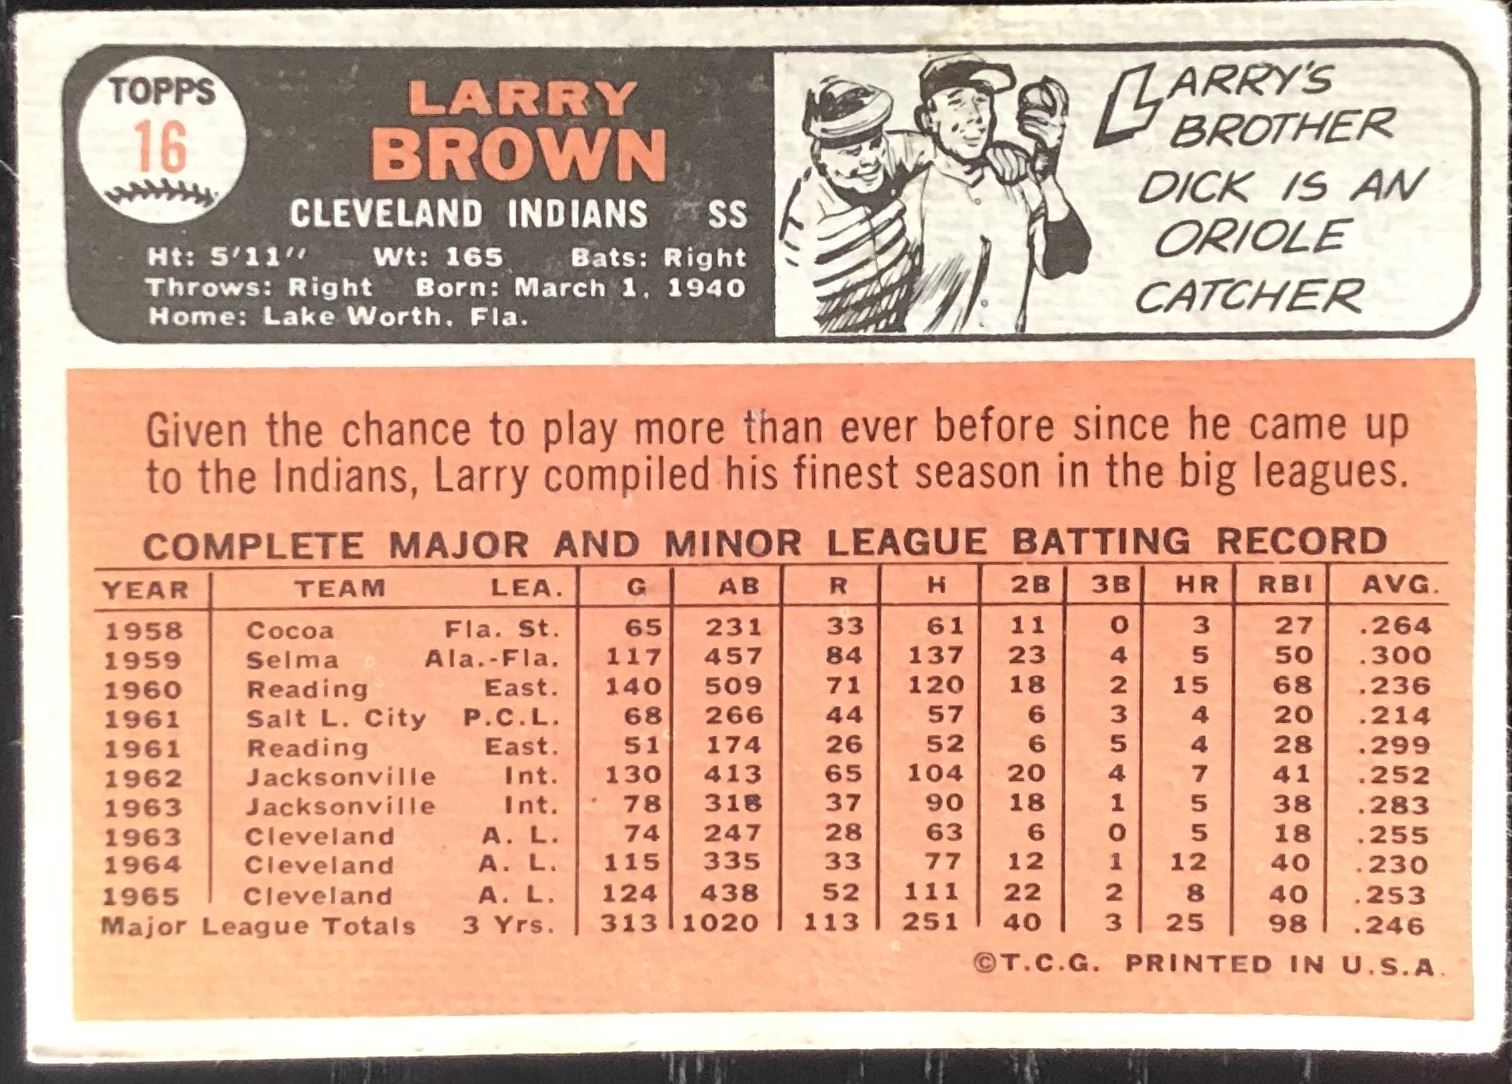 TOPPS
16
LARRY
BROWN
CLEVELAND INDIANS SS
Ht: 5'11" Wt: 165 Bats: Right
Throws: Right Born: March 1, 1940
Home: Lake Worth, Fla.
LARRY'S
BROTHER
DICK IS AN
ORIOLE
CATCHER
Given the chance to play more than ever before since he came up
to the Indians, Larry compiled his finest season in the big leagues.
COMPLETE MAJOR AND MINOR LEAGUE BATTING RECORD
YEAR TEAM LEA. G AB R H 2B 3B HR RBI AVG.
1958 Cocoa Fla. St. 65 231 33 61 11 0 3 27 .264
1959 Selma Ala.-Fla. 117 457 84 137 23 4 5 50 .300
1960 Reading East. 140 509 71 120 18 2 15 68 .236
1961 Salt L. City P.C.L. 68 266 44 57 6 3 4 20 .214
1961 Reading East. 51 174 26 52 6 5 4 28 .299
1962 Jacksonville Int. 130 413 65 104 20 4 7 41 .252
1963 Jacksonville Int. 78 318 37 90 18 1 5 38 .283
1963 Cleveland A. L. 74 247 28 63 6 0 5 18 .255
1964 Cleveland A. L. 115 335 33 77 12 1 12 40 .230
1965 Cleveland A. L. 124 438 52 111 22 2 8 40 .253
Major League Totals 3 Yrs. 313 1020 113 251 40 3 25 98 .246
©T.C.G. PRINTED IN U.S.A.